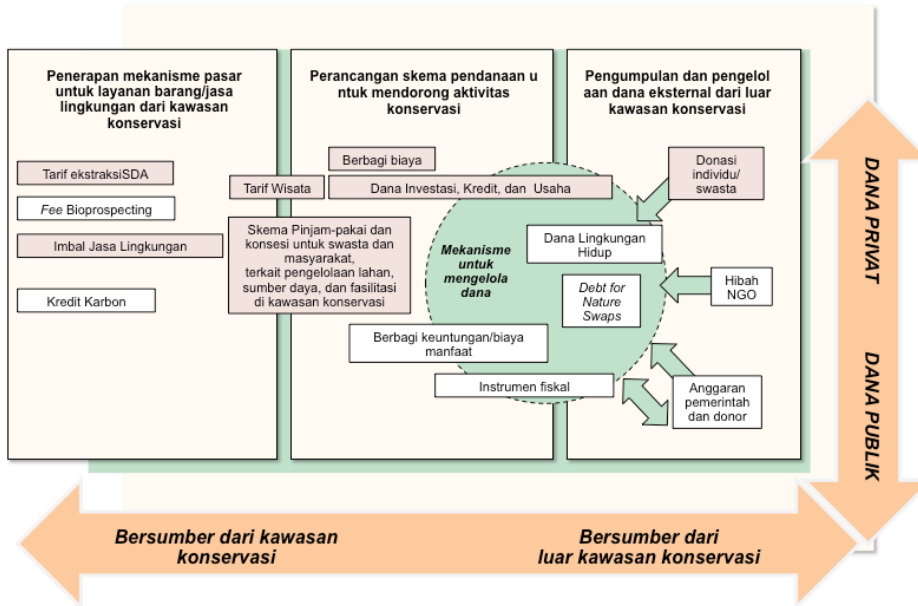 Penerapan mekanisme pasar
untuk layanan barang/jasa
lingkungan dari kawasan
konservasi
Tarif ekstraksiSDA
Fee Bioprospecting
Imbal Jasa Lingkungan
Kredit Karbon
Perancangan skema pendanaan u
ntuk mendorong aktivitas
konservasi
Berbagi biaya
Tarif Wisata
Dana Investasi, Kredit, dan Usaha
Skema Pinjam-pakai dan
konsesi untuk swasta dan
masyarakat,
terkait pengelolaan lahan,
sumber daya, dan fasilitasi
di kawasan konservasi
Mekanisme
untuk
mengelola
dana
Berbagi keuntungan/biaya
manfaat
Instrumen fiskal
Pengumpulan dan pengelol
aan dana eksternal dari luar
kawasan konservasi
Donasi
individu/
swasta
Dana Lingkungan
Hidup
Debt for
Nature
Swaps
Hibah
NGO
Anggaran
pemerintah
dan donor
DANA PRIVAT
DANA PUBLIK
Bersumber dari kawasan
konservasi
Bersumber dari
luar kawasan konservasi